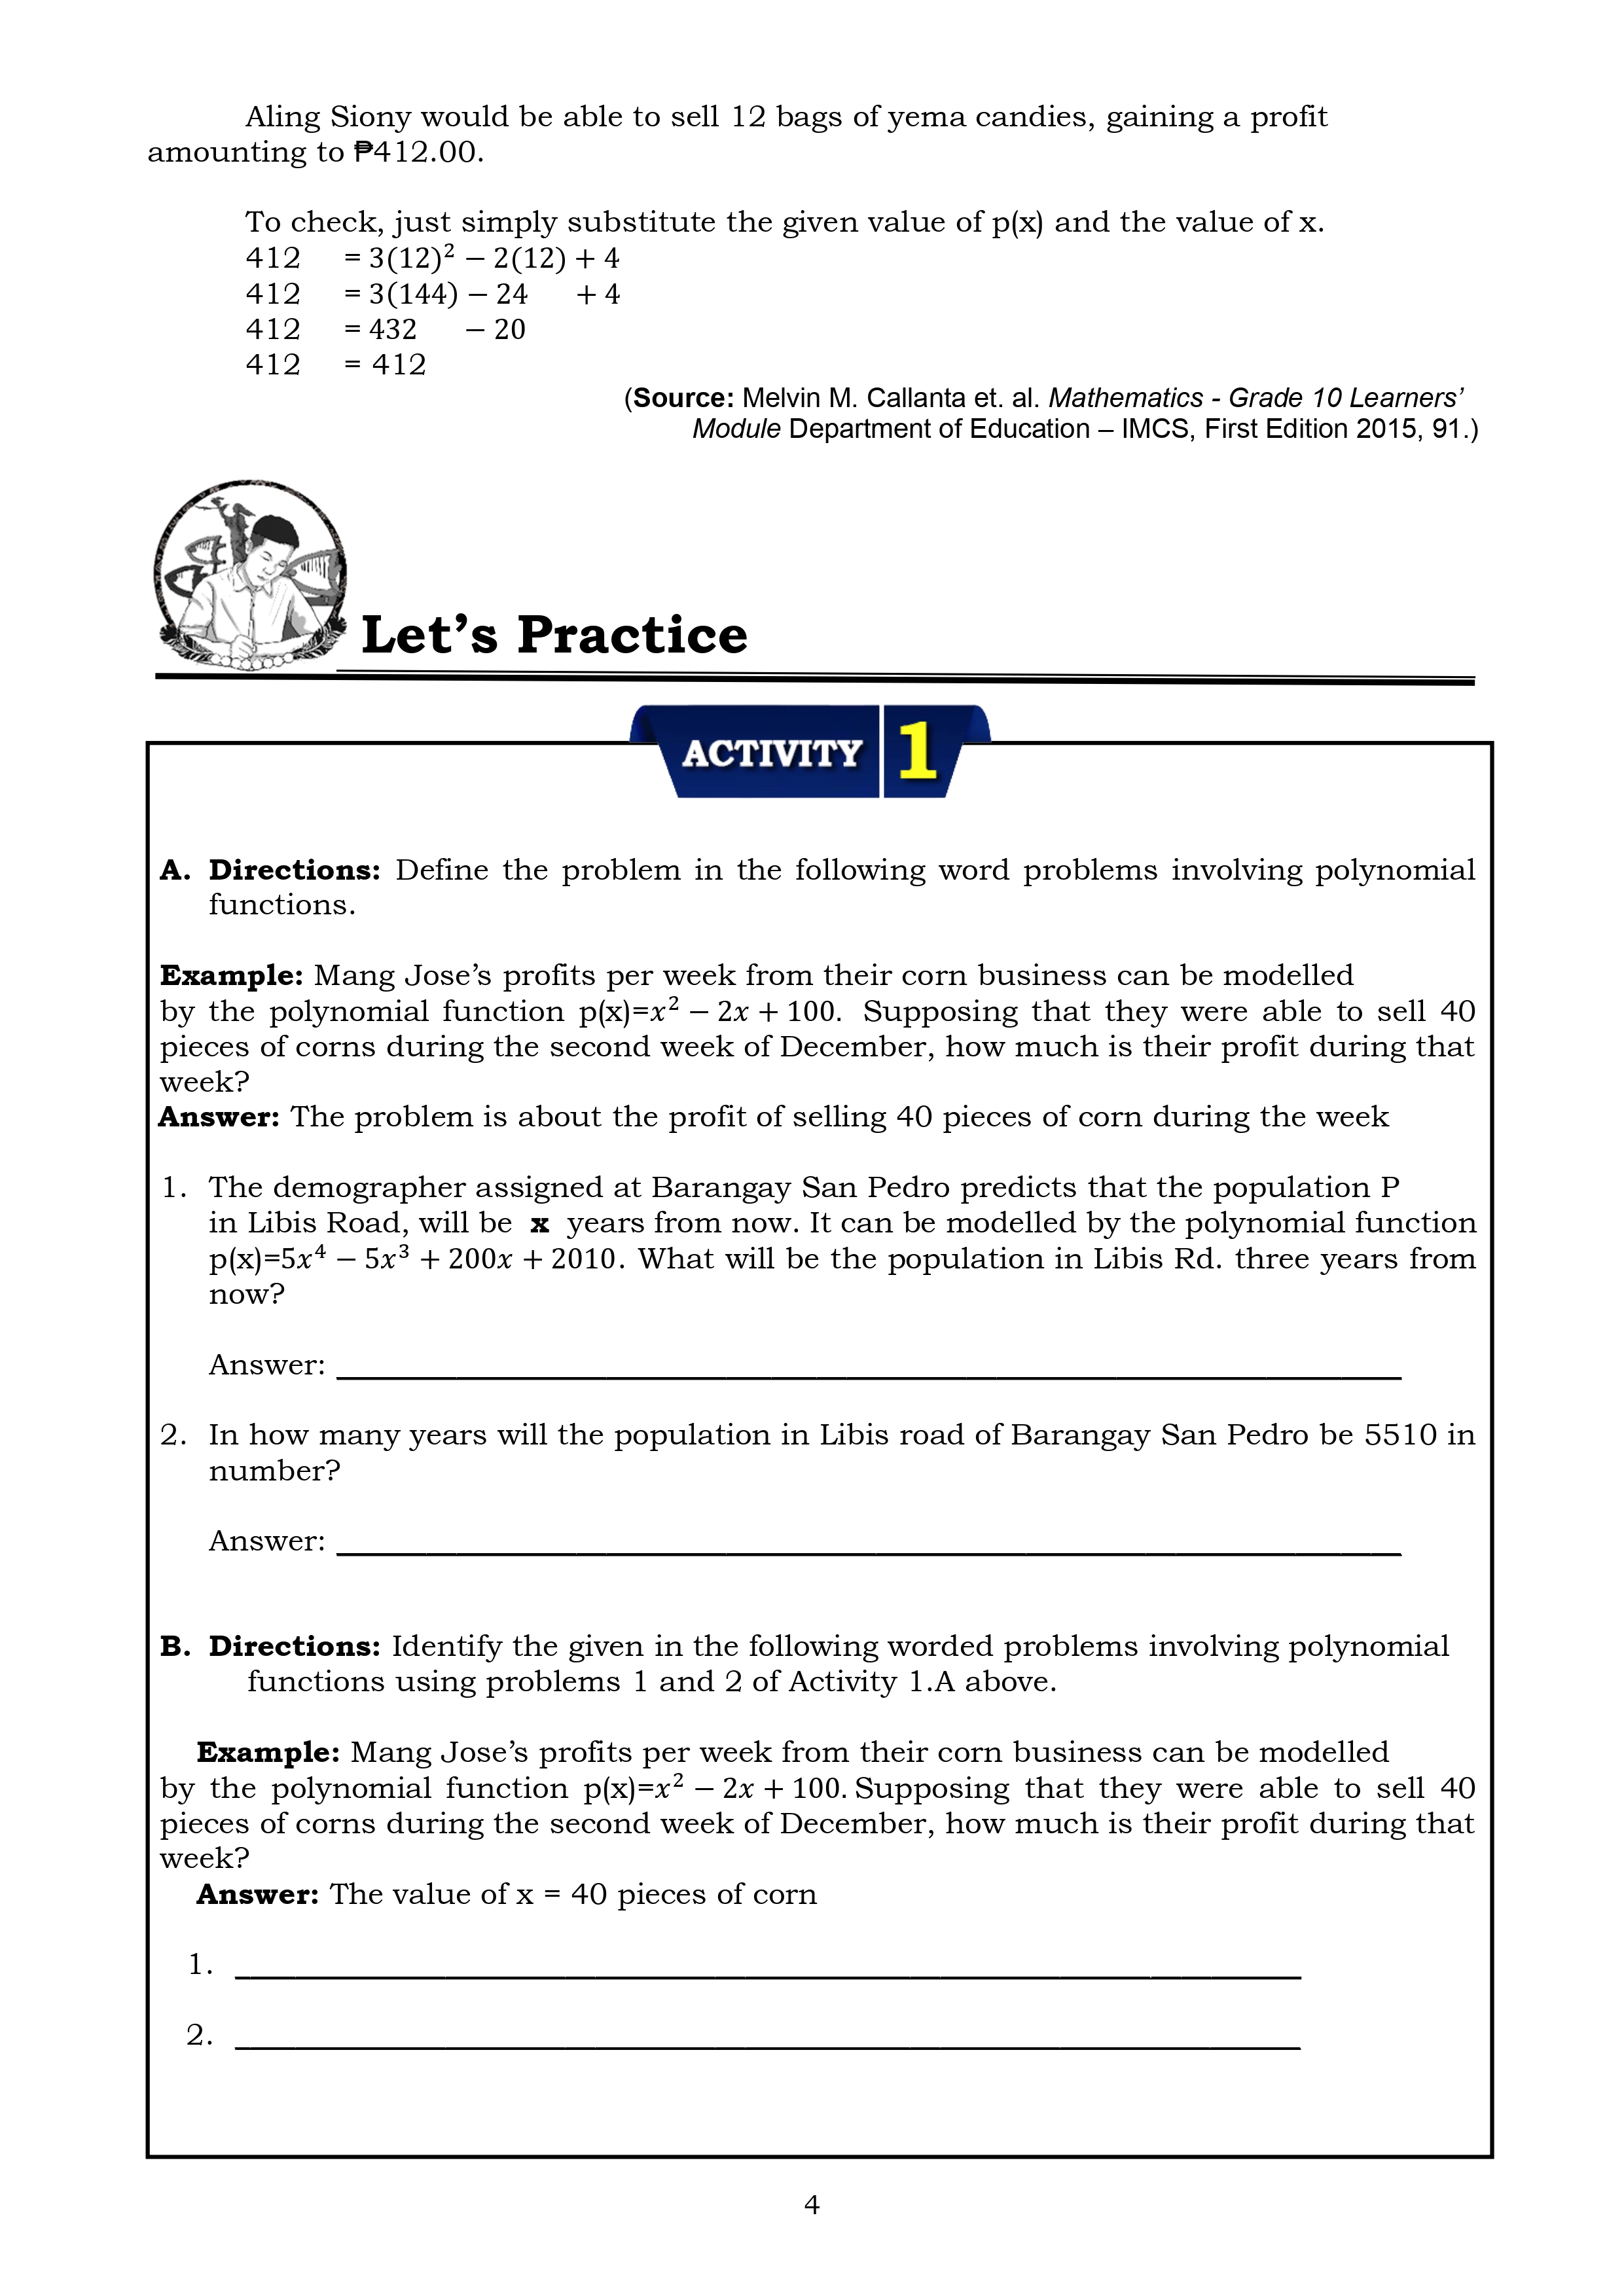 Aling Siony would be able to sell 12 bags of yema candies, gaining a profit
amounting to ₱412.00.
To check, just simply substitute the given value of p(x) and the value of x.
412 = 3(12)² − 2(12) + 4
412 = 3(144) − 24 + 4
412 = 432 − 20
412 = 412
(Source: Melvin M. Callanta et. al. Mathematics - Grade 10 Learners’
Module Department of Education – IMCS, First Edition 2015, 91.)
Let’s Practice
ACTIVITY 1
A. Directions: Define the problem in the following word problems involving polynomial
functions.
Example: Mang Jose’s profits per week from their corn business can be modelled
by the polynomial function p(x)=x² − 2x + 100. Supposing that they were able to sell 40
pieces of corns during the second week of December, how much is their profit during that
week?
Answer: The problem is about the profit of selling 40 pieces of corn during the week
1. The demographer assigned at Barangay San Pedro predicts that the population P
in Libis Road, will be x years from now. It can be modelled by the polynomial function
p(x)=5x⁴ − 5x³ + 200x + 2010. What will be the population in Libis Rd. three years from
now?
Answer: ____________________
2. In how many years will the population in Libis road of Barangay San Pedro be 5510 in
number?
Answer: ____________________
B. Directions: Identify the given in the following worded problems involving polynomial
functions using problems 1 and 2 of Activity 1.A above.
Example: Mang Jose’s profits per week from their corn business can be modelled
by the polynomial function p(x)=x² − 2x + 100. Supposing that they were able to sell 40
pieces of corns during the second week of December, how much is their profit during that
week?
Answer: The value of x = 40 pieces of corn
1. ____________________
2. ____________________
4